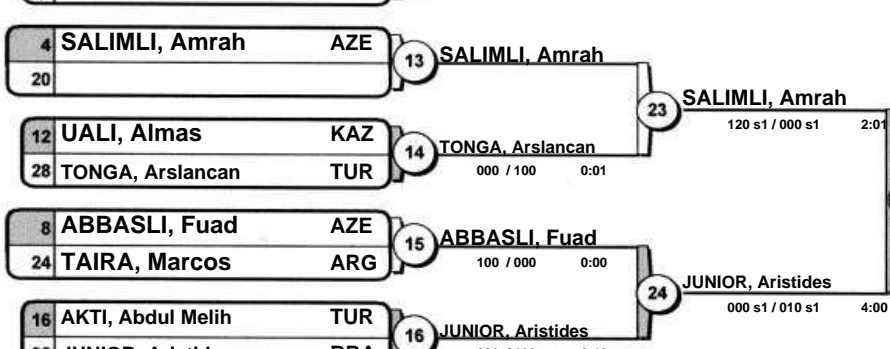 4 SALIMLI, Amrah AZE
20
13 SALIMLI, Amrah
12 UALI, Almas KAZ
28 TONGA, Arslancan TUR
14 TONGA, Arslancan
000 / 100 0:01
23 SALIMLI, Amrah
120 s1 / 000 s1 2:01
8 ABBASLI, Fuad AZE
24 TAIRA, Marcos ARG
15 ABBASLI, Fuad
100 / 000 0:00
16 AKTI, Abdul Melih TUR
16 JUNIOR, Aristides
24 JUNIOR, Aristides
000 s1 / 010 s1 4:00